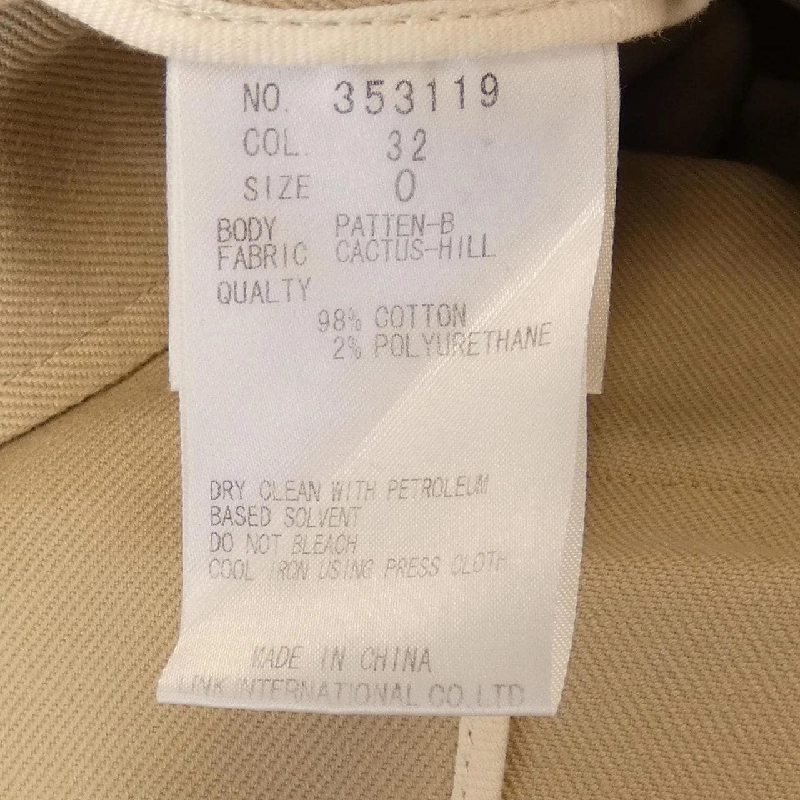 NO. 353119
COL. 32
SIZE 0
BODY PATTEN-B
FABRIC CACTUS-HILL
QUALTY
98% COTTON
2% POLYURETHANE
DRY CLEAN WITH PETROLEUM
BASED SOLVENT
DO NOT BLEACH
COOL IRON USING PRESS CLOTH
MADE IN CHINA
LINK INTERNATIONAL CO.LTD